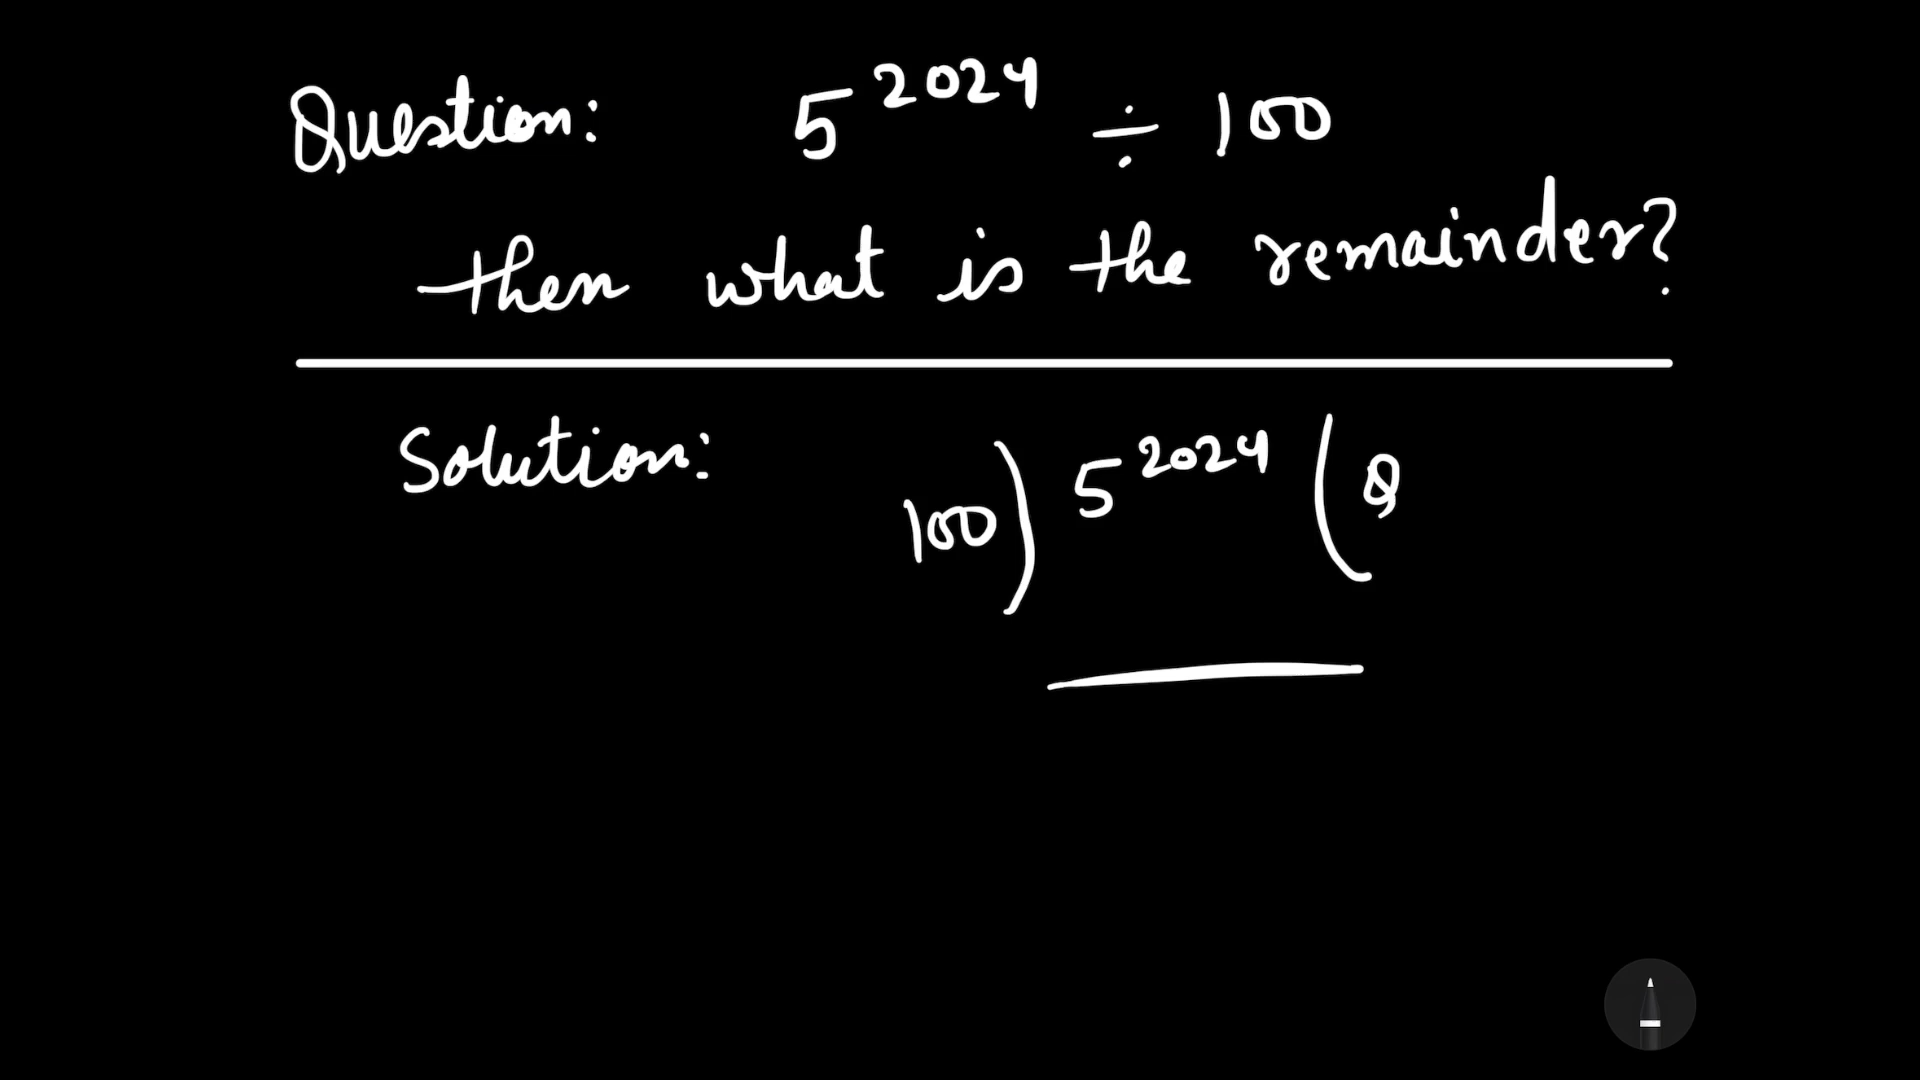 Question: 5^2024 ÷ 100
then what is the remainder?
Solution: 100) 5^2024 (Q